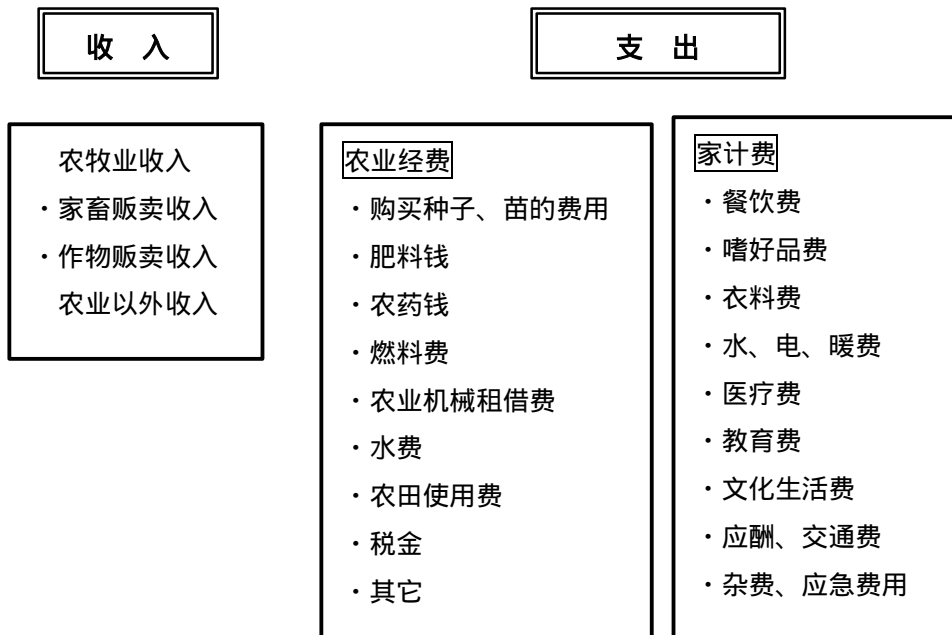 收 入
支 出
农牧业收入
・家畜贩卖收入
・作物贩卖收入
农业以外收入
农业经费
・购买种子、苗的费用
・肥料钱
・农药钱
・燃料费
・农业机械租借费
・水费
・农田使用费
・税金
・其它
家计费
・餐饮费
・嗜好品费
・衣料费
・水、电、暖费
・医疗费
・教育费
・文化生活费
・应酬、交通费
・杂费、应急费用